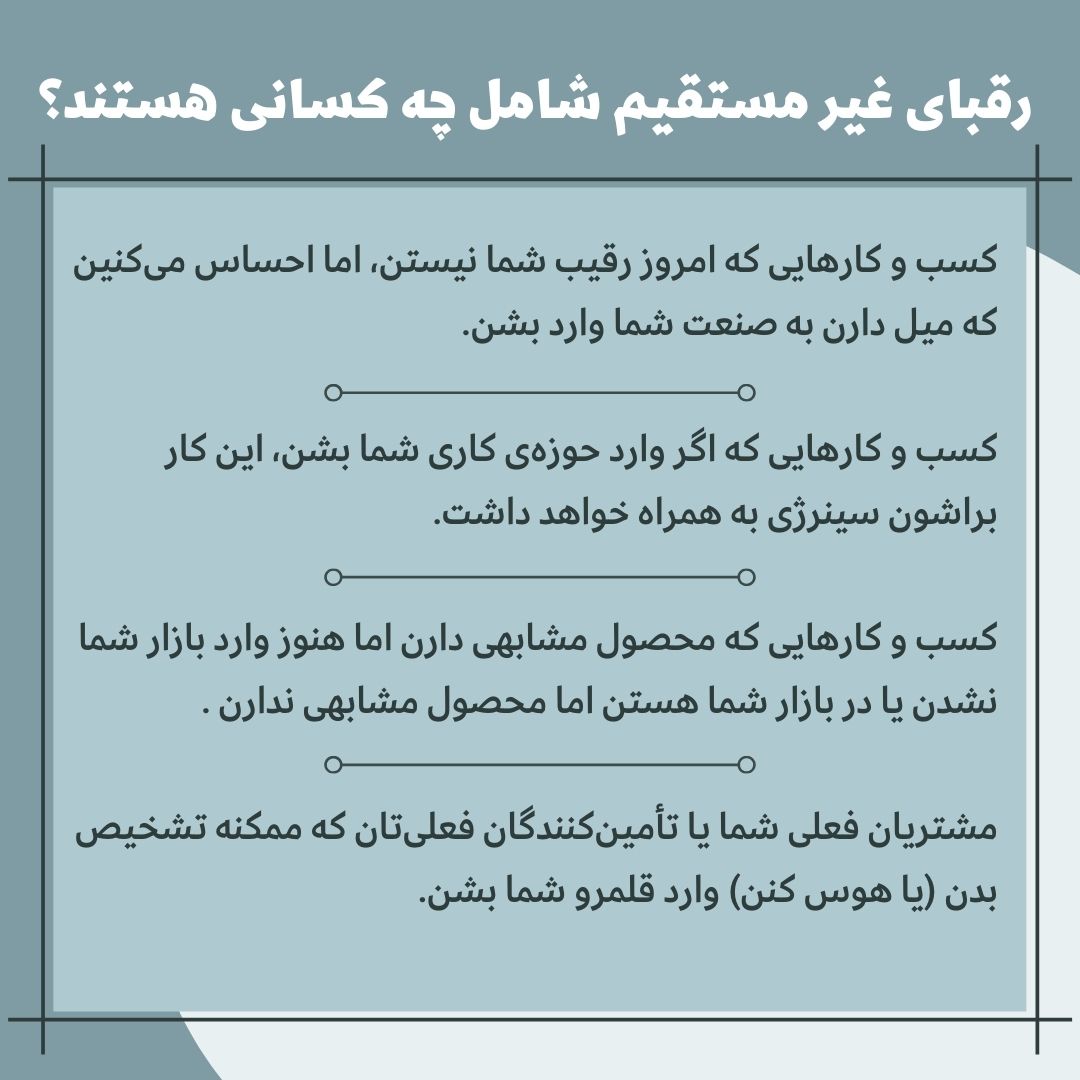 رقبای غیر مستقیم شامل چه کسانی هستند؟
کسب و کارهایی که امروز رقیب شما نیستن، اما احساس می‌کنین
که میل دارن به صنعت شما وارد بشن.
کسب و کارهایی که اگر وارد حوزه‌ی کاری شما بشن، این کار
براشون سینرژی به همراه خواهد داشت.
کسب و کارهایی که محصول مشابهی دارن اما هنوز وارد بازار شما
نشدن یا در بازار شما هستن اما محصول مشابهی ندارن .
مشتریان فعلی شما یا تأمین‌کنندگان فعلی‌تان که ممکنه تشخیص
بدن (یا هوس کنن) وارد قلمرو شما بشن.